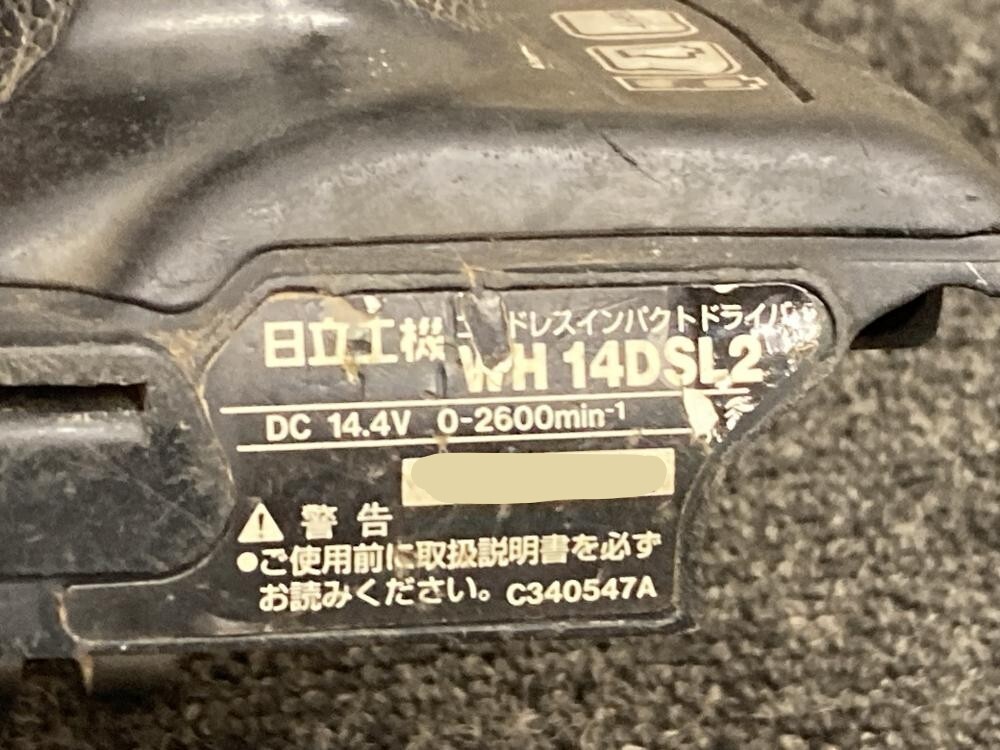 日立工機 コードレスインパクトドライバ
WH 14DSL2
DC 14.4V 0-2600min-1
警告
●ご使用前に取扱説明書を必ず
お読みください。 C340547A